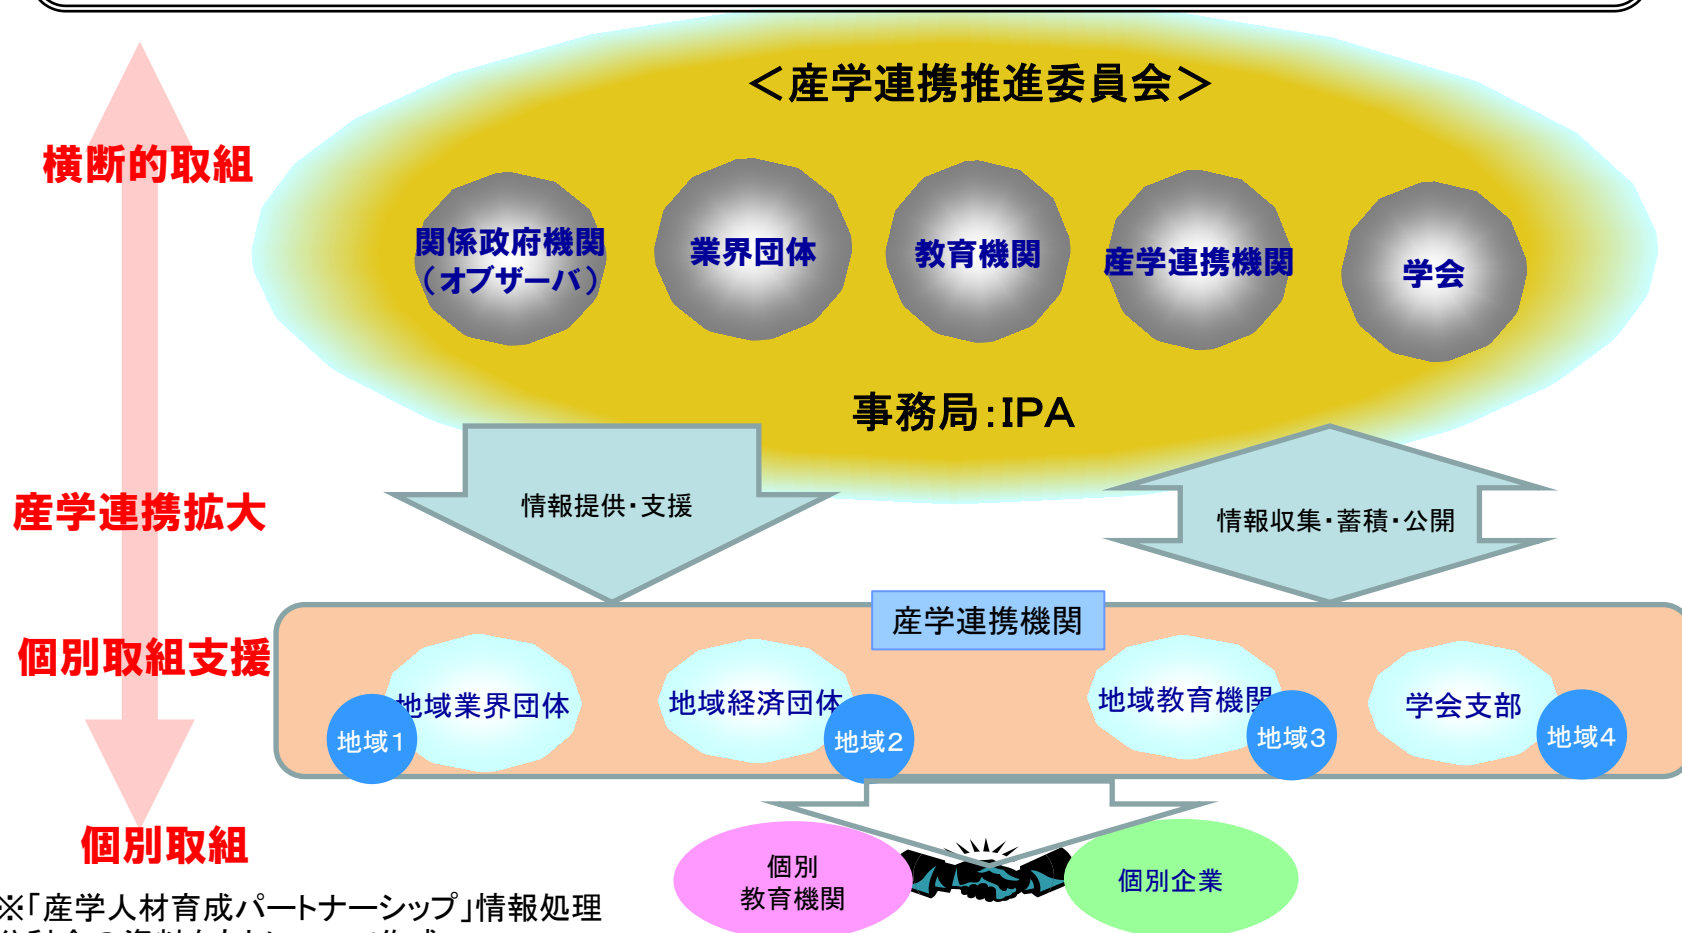 ＜産学連携推進委員会＞
横断的取組
関係政府機関
（オブザーバ）
業界団体
教育機関
産学連携機関
学会
事務局：IPA
産学連携拡大
情報提供・支援
情報収集・蓄積・公開
産学連携機関
個別取組支援
地域業界団体
地域経済団体
地域教育機関
学会支部
地域1
地域2
地域3
地域4
個別取組
個別
教育機関
個別企業
※「産学人材育成パートナーシップ」情報処理